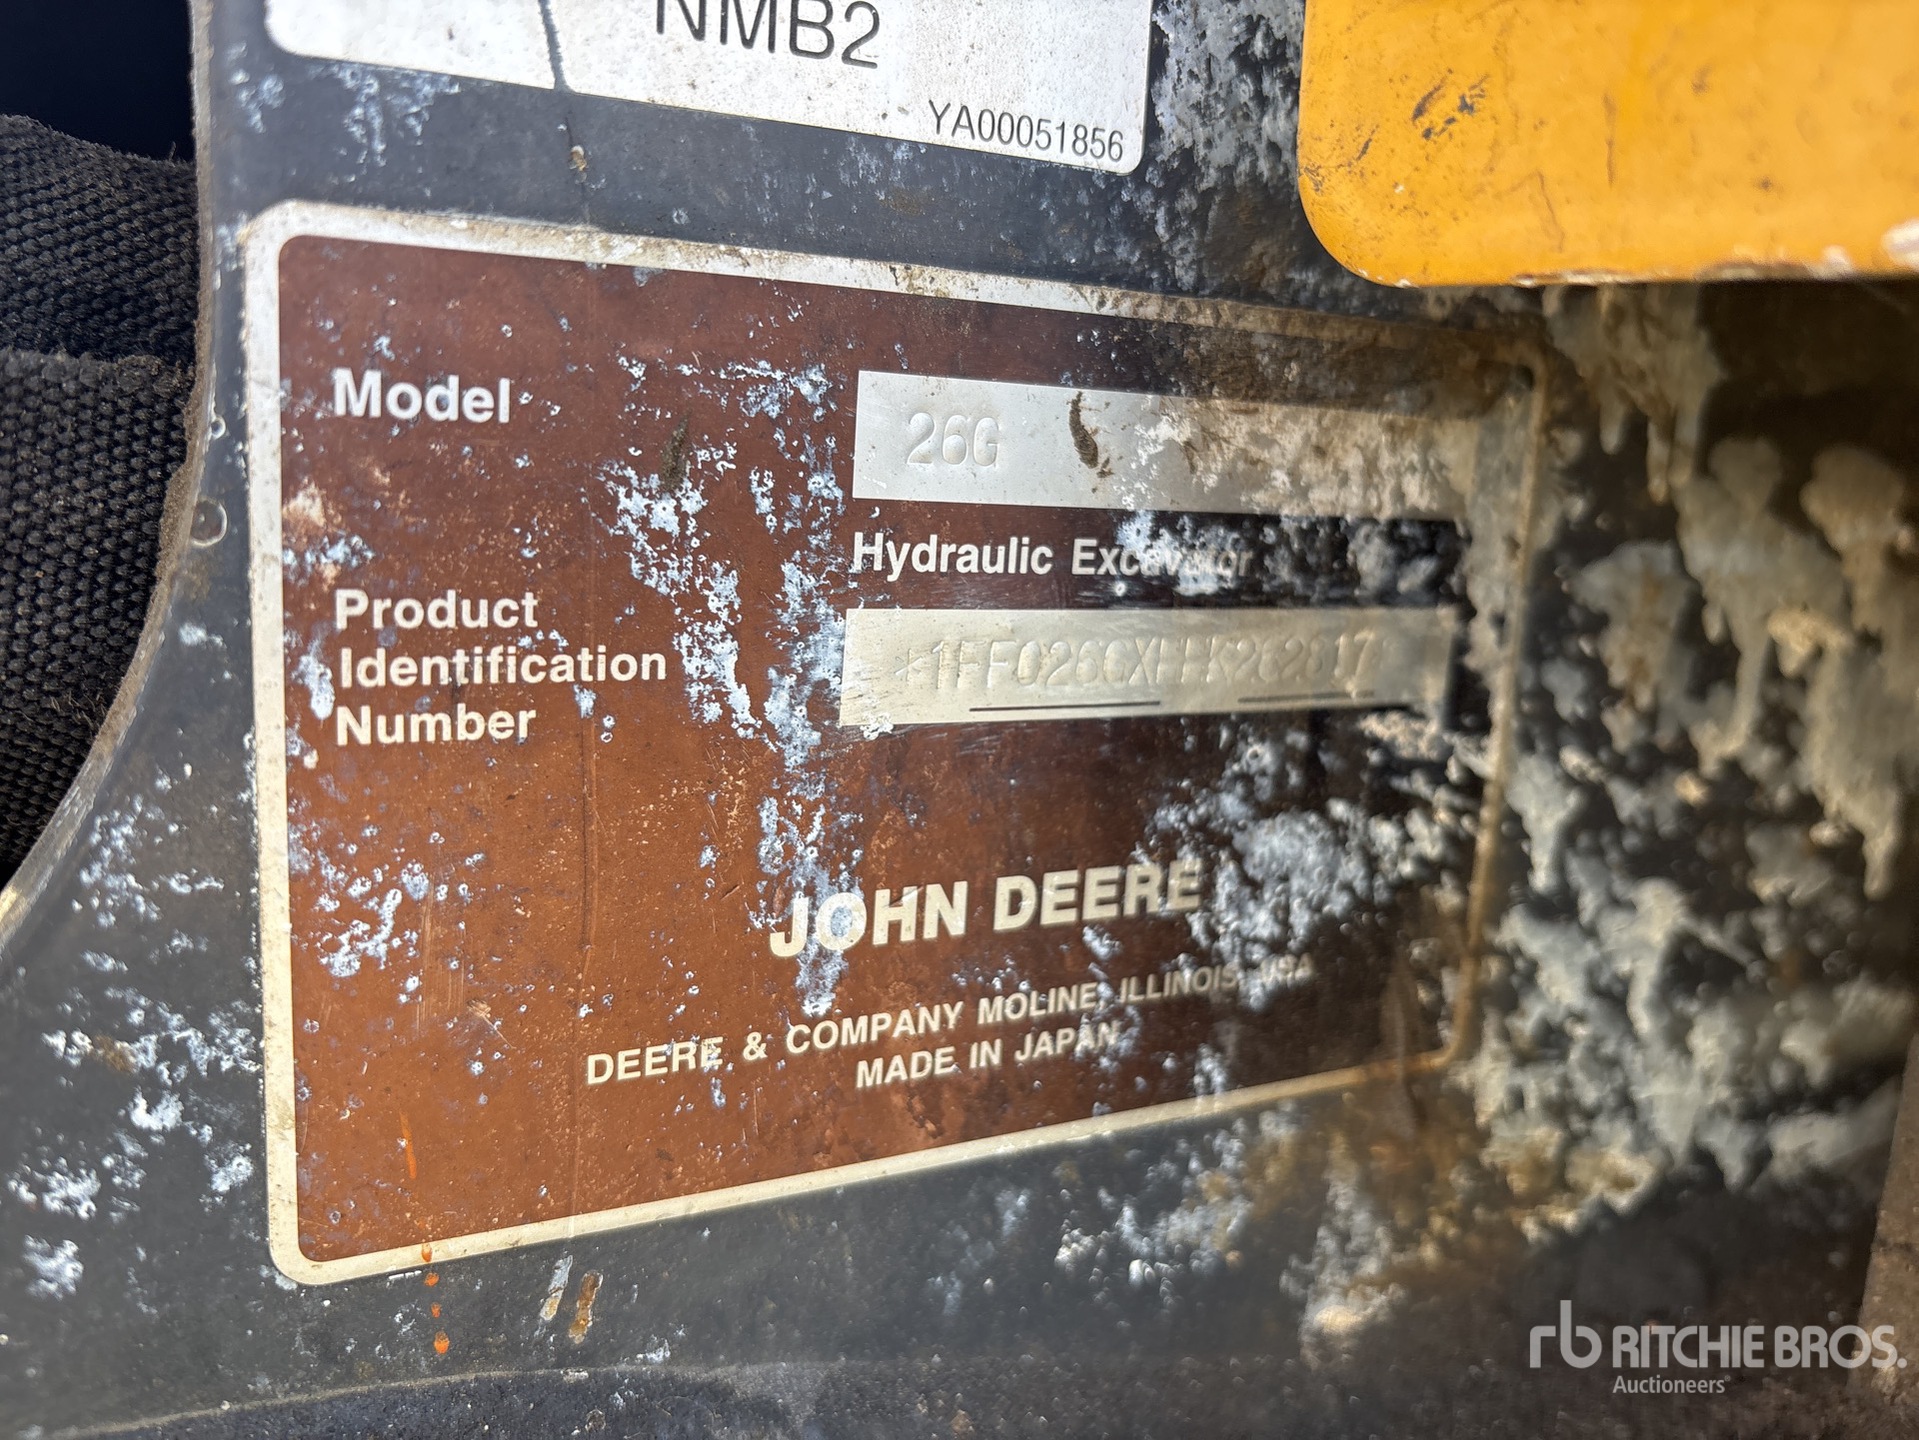 NMB2
YA00051856
Model
26G
Hydraulic Excavator
Product
Identification
Number
JOHN DEERE
DEERE & COMPANY MOLINE, ILLINOIS, USA
MADE IN JAPAN
rb RITCHIE BROS.
Auctioneers